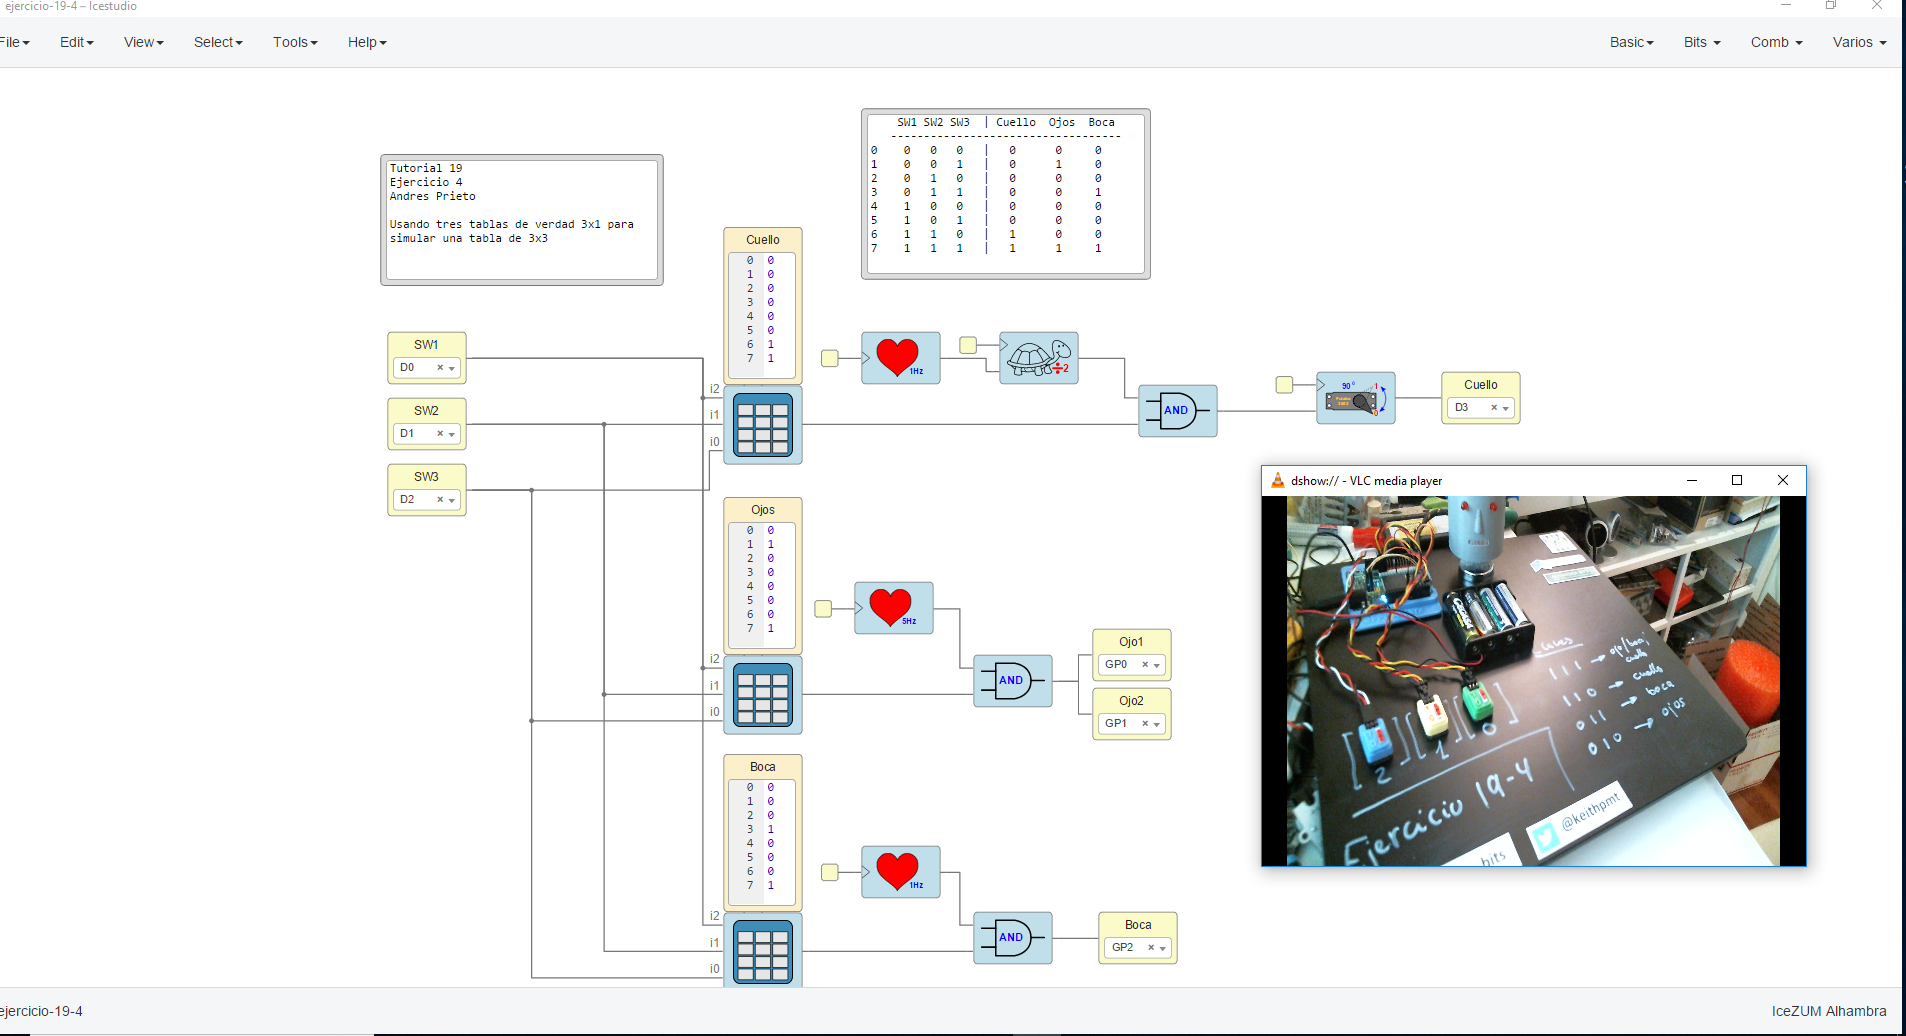 ejercicio-19-4 – Icestudio
File Edit View Select Tools Help Basic Bits Comb Varios
Tutorial 19
Ejercicio 4
Andres Prieto
Usando tres tablas de verdad 3x1 para
simular una tabla de 3x3
SW1 SW2 SW3 | Cuello Ojos Boca
---------------------------------
0 0 0 0 | 0 0 0
1 0 0 1 | 0 1 0
2 0 1 0 | 0 0 0
3 0 1 1 | 0 0 1
4 1 0 0 | 0 0 0
5 1 0 1 | 0 0 0
6 1 1 0 | 1 0 0
7 1 1 1 | 1 1 1
SW1
D0
SW2
D1
SW3
D2
Cuello
0 0
1 0
2 0
3 0
4 0
5 0
6 1
7 1
i2
i1
i0
1Hz
÷2
AND
90° 1
0
Cuello
D3
Ojos
0 0
1 1
2 0
3 0
4 0
5 0
6 0
7 1
i2
i1
i0
5Hz
AND
Ojo1
GP0
Ojo2
GP1
Boca
0 0
1 0
2 0
3 1
4 0
5 0
6 0
7 1
i2
i1
i0
1Hz
AND
Boca
GP2
dshow:// - VLC media player
111 → ojo/boca/
cuello
110 → cuello
011 → boca
010 → ojos
[2][1][0]
Ejercicio 19-4
@keithpmt
bits
ejercicio-19-4
IceZUM Alhambra